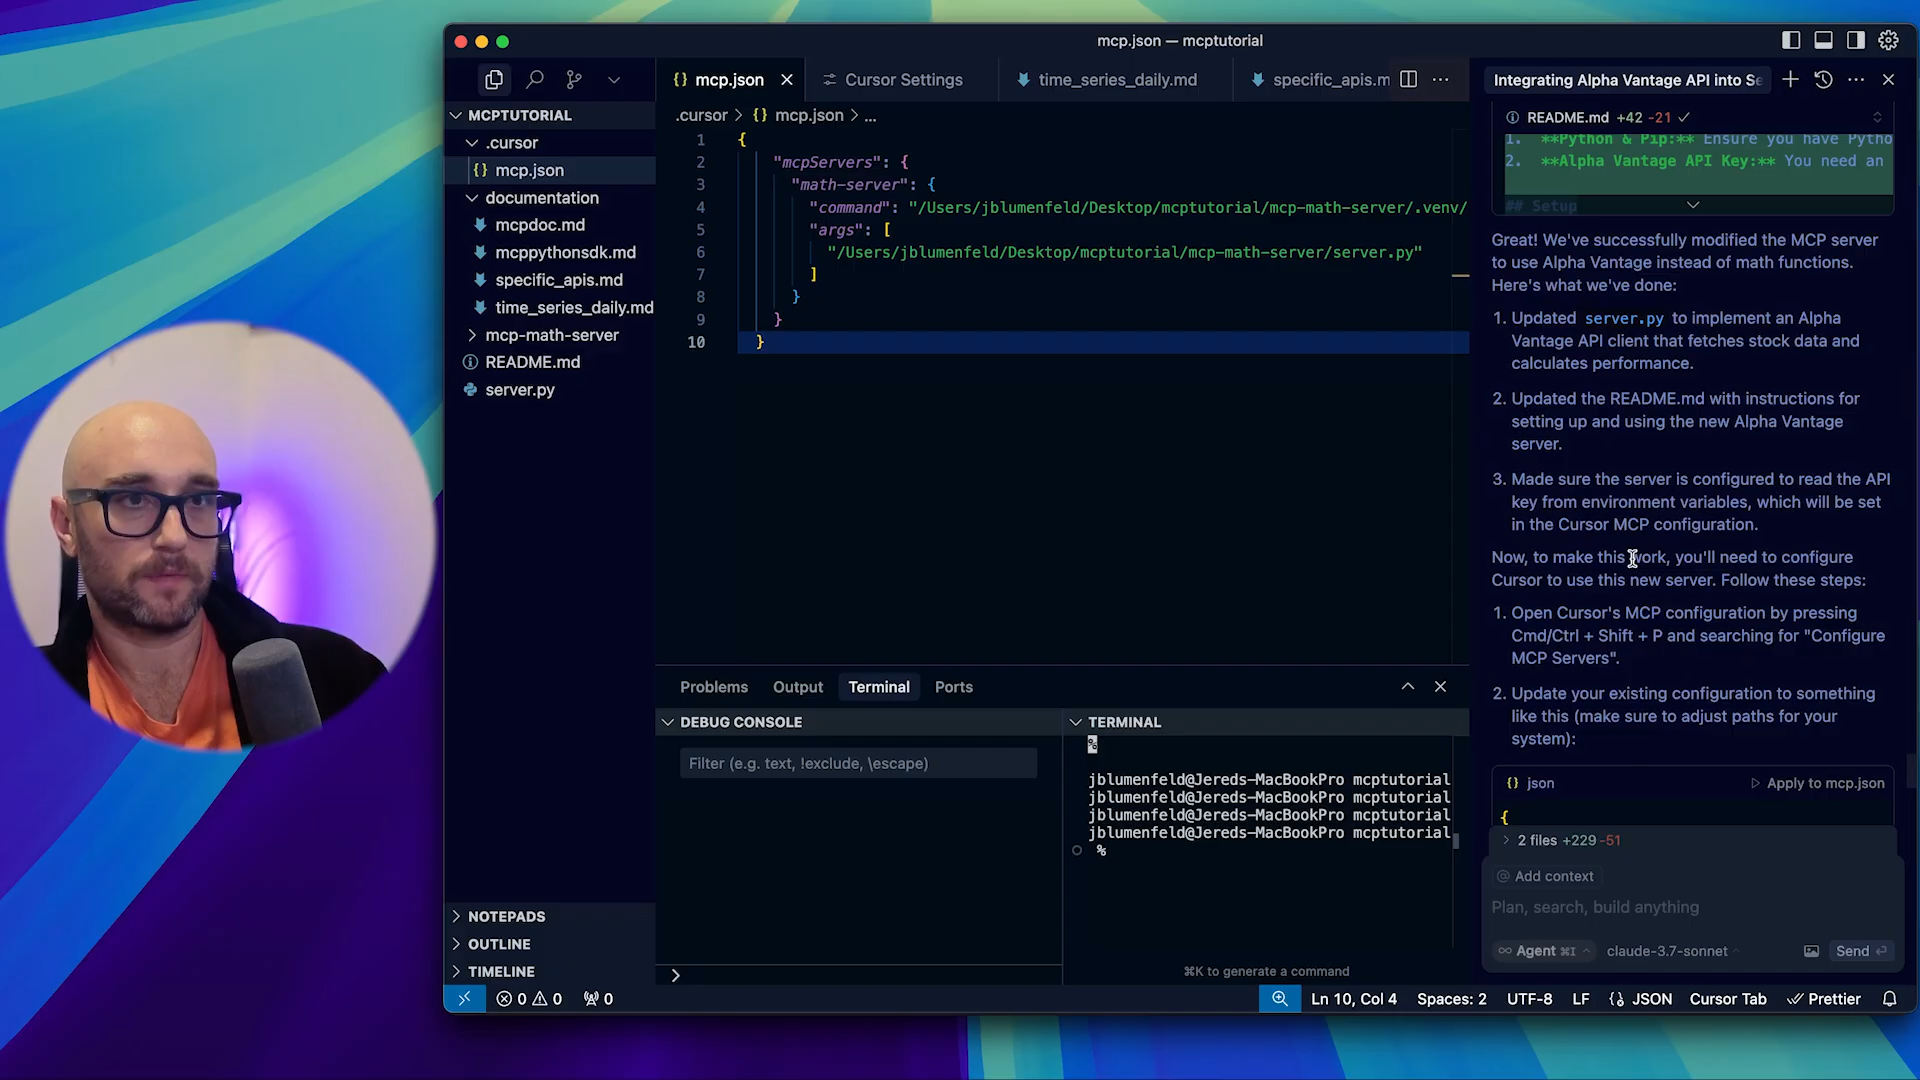 mcp.json — mcptutorial
mcp.json
Cursor Settings
time_series_daily.md
specific_apis.m
Integrating Alpha Vantage API into Se
MCPTUTORIAL
.cursor
mcp.json
documentation
mcpdoc.md
mcppythonsdk.md
specific_apis.md
time_series_daily.md
mcp-math-server
README.md
server.py
NOTEPADS
OUTLINE
TIMELINE
.cursor > {} mcp.json > ...
1 {
2 "mcpServers": {
3 "math-server": {
4 "command": "/Users/jblumenfeld/Desktop/mcptutorial/mcp-math-server/.venv/
5 "args": [
6 "/Users/jblumenfeld/Desktop/mcptutorial/mcp-math-server/server.py"
7 ]
8 }
9 }
10 }
Problems Output Terminal Ports
DEBUG CONSOLE
Filter (e.g. text, !exclude, \escape)
TERMINAL
%
jblumenfeld@Jereds-MacBookPro mcptutorial
jblumenfeld@Jereds-MacBookPro mcptutorial
jblumenfeld@Jereds-MacBookPro mcptutorial
jblumenfeld@Jereds-MacBookPro mcptutorial
%
⌘K to generate a command
README.md +42 -21
1. **Python & Pip:** Ensure you have Pytho
2. **Alpha Vantage API Key:** You need an
## Setup
Great! We've successfully modified the MCP server
to use Alpha Vantage instead of math functions.
Here's what we've done:
1. Updated server.py to implement an Alpha
Vantage API client that fetches stock data and
calculates performance.
2. Updated the README.md with instructions for
setting up and using the new Alpha Vantage
server.
3. Made sure the server is configured to read the API
key from environment variables, which will be set
in the Cursor MCP configuration.
Now, to make this work, you'll need to configure
Cursor to use this new server. Follow these steps:
1. Open Cursor's MCP configuration by pressing
Cmd/Ctrl + Shift + P and searching for "Configure
MCP Servers".
2. Update your existing configuration to something
like this (make sure to adjust paths for your
system):
{} json Apply to mcp.json
{
2 files +229 -51
@ Add context
Plan, search, build anything
∞ Agent ⌘I claude-3.7-sonnet Send
0 0 0
Ln 10, Col 4 Spaces: 2 UTF-8 LF {} JSON Cursor Tab Prettier